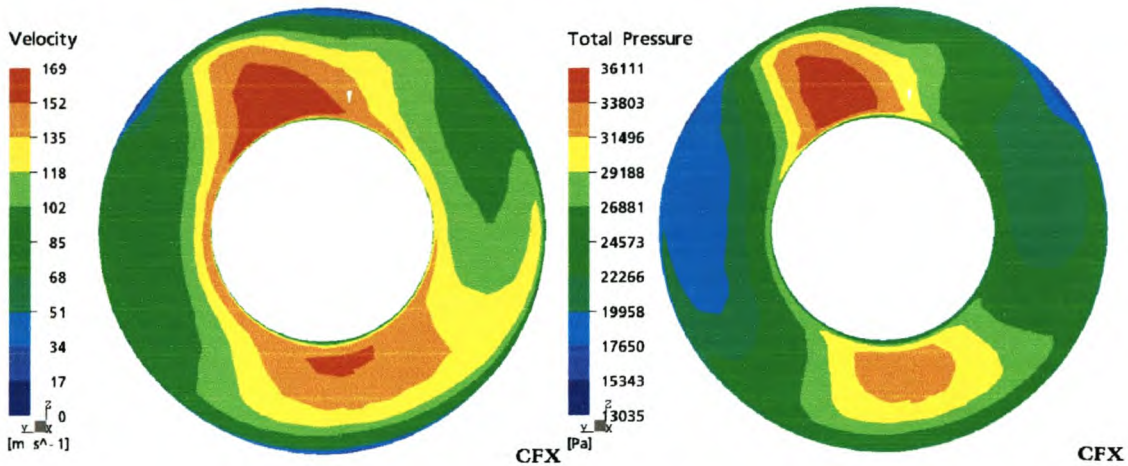 Velocity
169
152
135
118
102
85
68
51
34
17
0
Z
Y X
[m s^-1]
CFX
Total Pressure
36111
33803
31496
29188
26881
24573
22266
19958
17650
15343
13035
Z
Y X
[Pa]
CFX